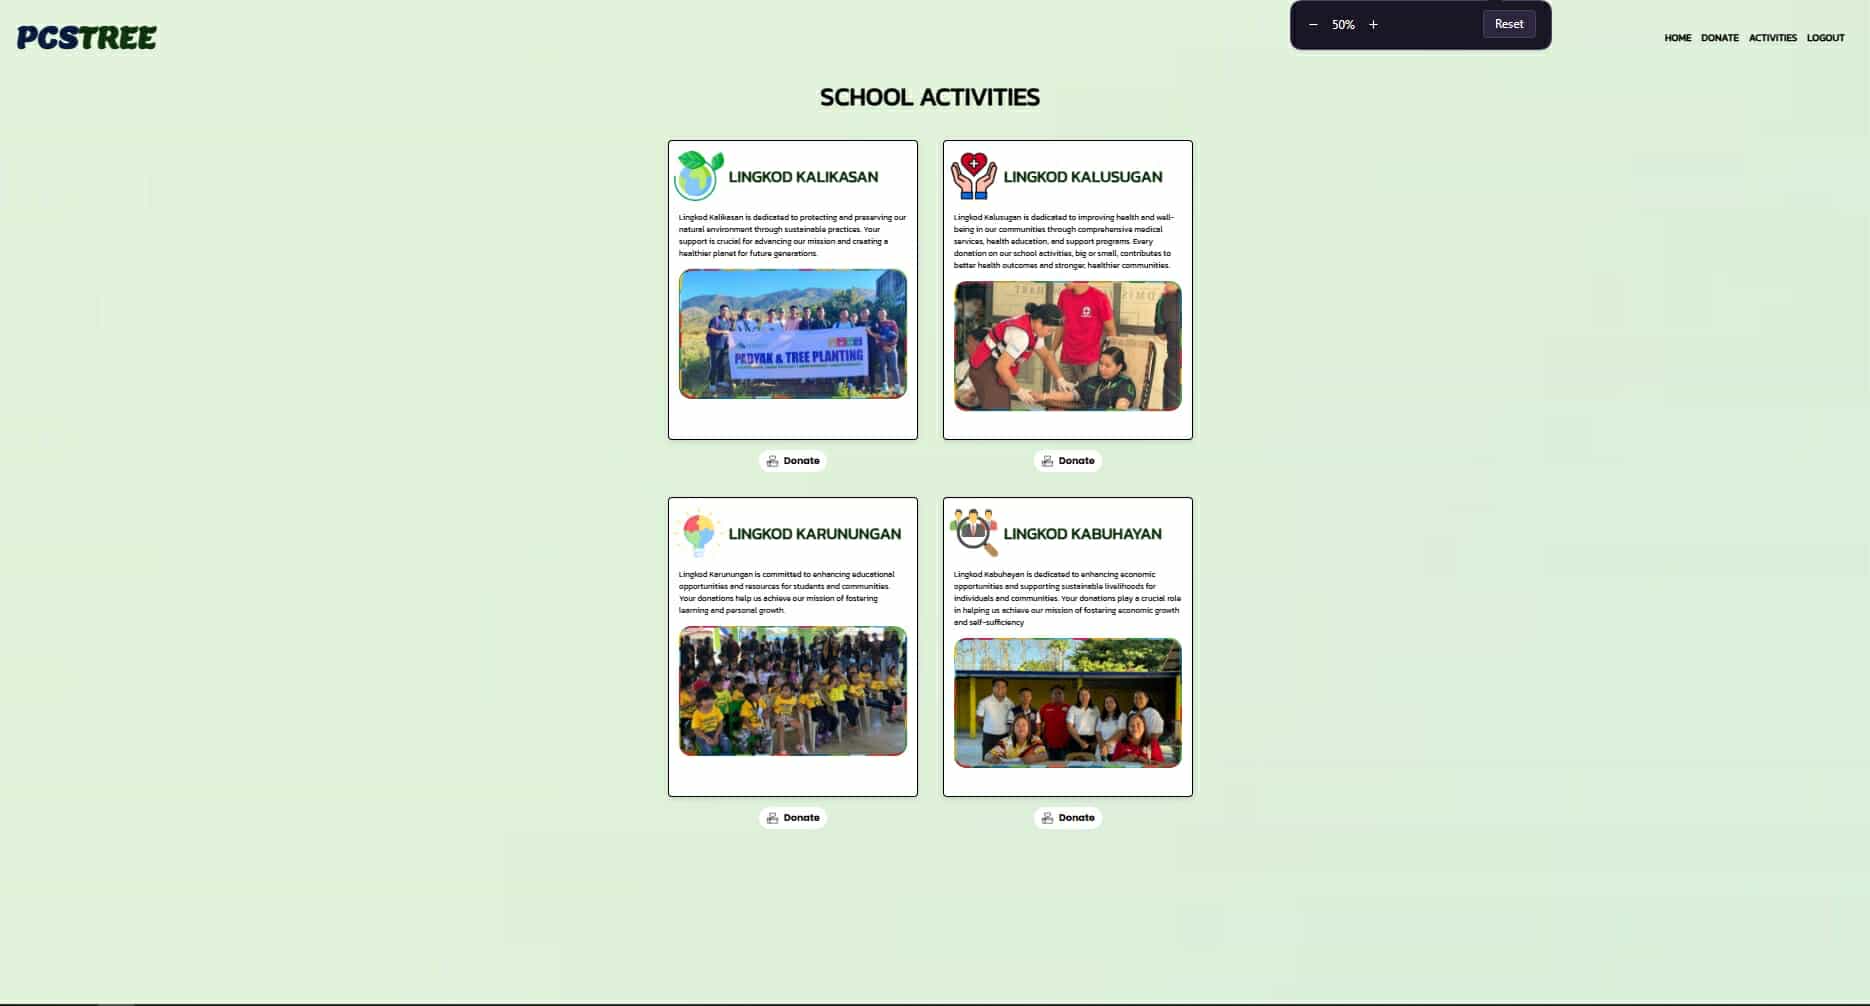 PCSTREE
50%
Reset
HOME DONATE ACTIVITIES LOGOUT
SCHOOL ACTIVITIES
LINGKOD KALIKASAN
Lingkod Kalikasan is dedicated to protecting and preserving our
natural environment through sustainable practices. Your
support is crucial for advancing our mission and creating a
healthier planet for future generations.
PADYAK & TREE PLANTING
Donate
LINGKOD KALUSUGAN
Lingkod Kalusugan is dedicated to improving health and well-
being in our communities through comprehensive medical
services, health education, and support programs. Every
donation on our school activities, big or small, contributes to
better health outcomes and stronger, healthier communities.
Donate
LINGKOD KARUNUNGAN
Lingkod Karunungan is committed to enhancing educational
opportunities and resources for students and communities.
Your donations help us achieve our mission of fostering
learning and personal growth.
Donate
LINGKOD KABUHAYAN
Lingkod Kabuhayan is dedicated to enhancing economic
opportunities and supporting sustainable livelihoods for
individuals and communities. Your donations play a crucial role
in helping us achieve our mission of fostering economic growth
and self-sufficiency
Donate